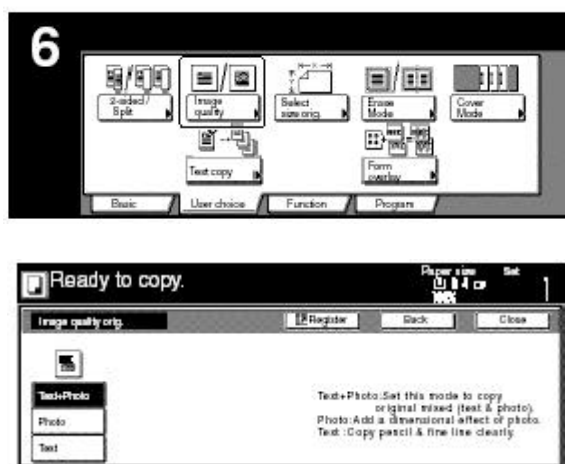 6
2-sided / Split
Image quality
Select size orig.
Erase Mode
Cover Mode
Test copy
Form overlay
Basic User choice Function Program
Ready to copy. Paper size Set
100% 1
Image quality orig. Register Back Close
Text+Photo
Photo
Text
Text+Photo:Set this mode to copy
original mixed (text & photo).
Photo:Add a dimensional effect of photo.
Text :Copy pencil & fine line clearly.